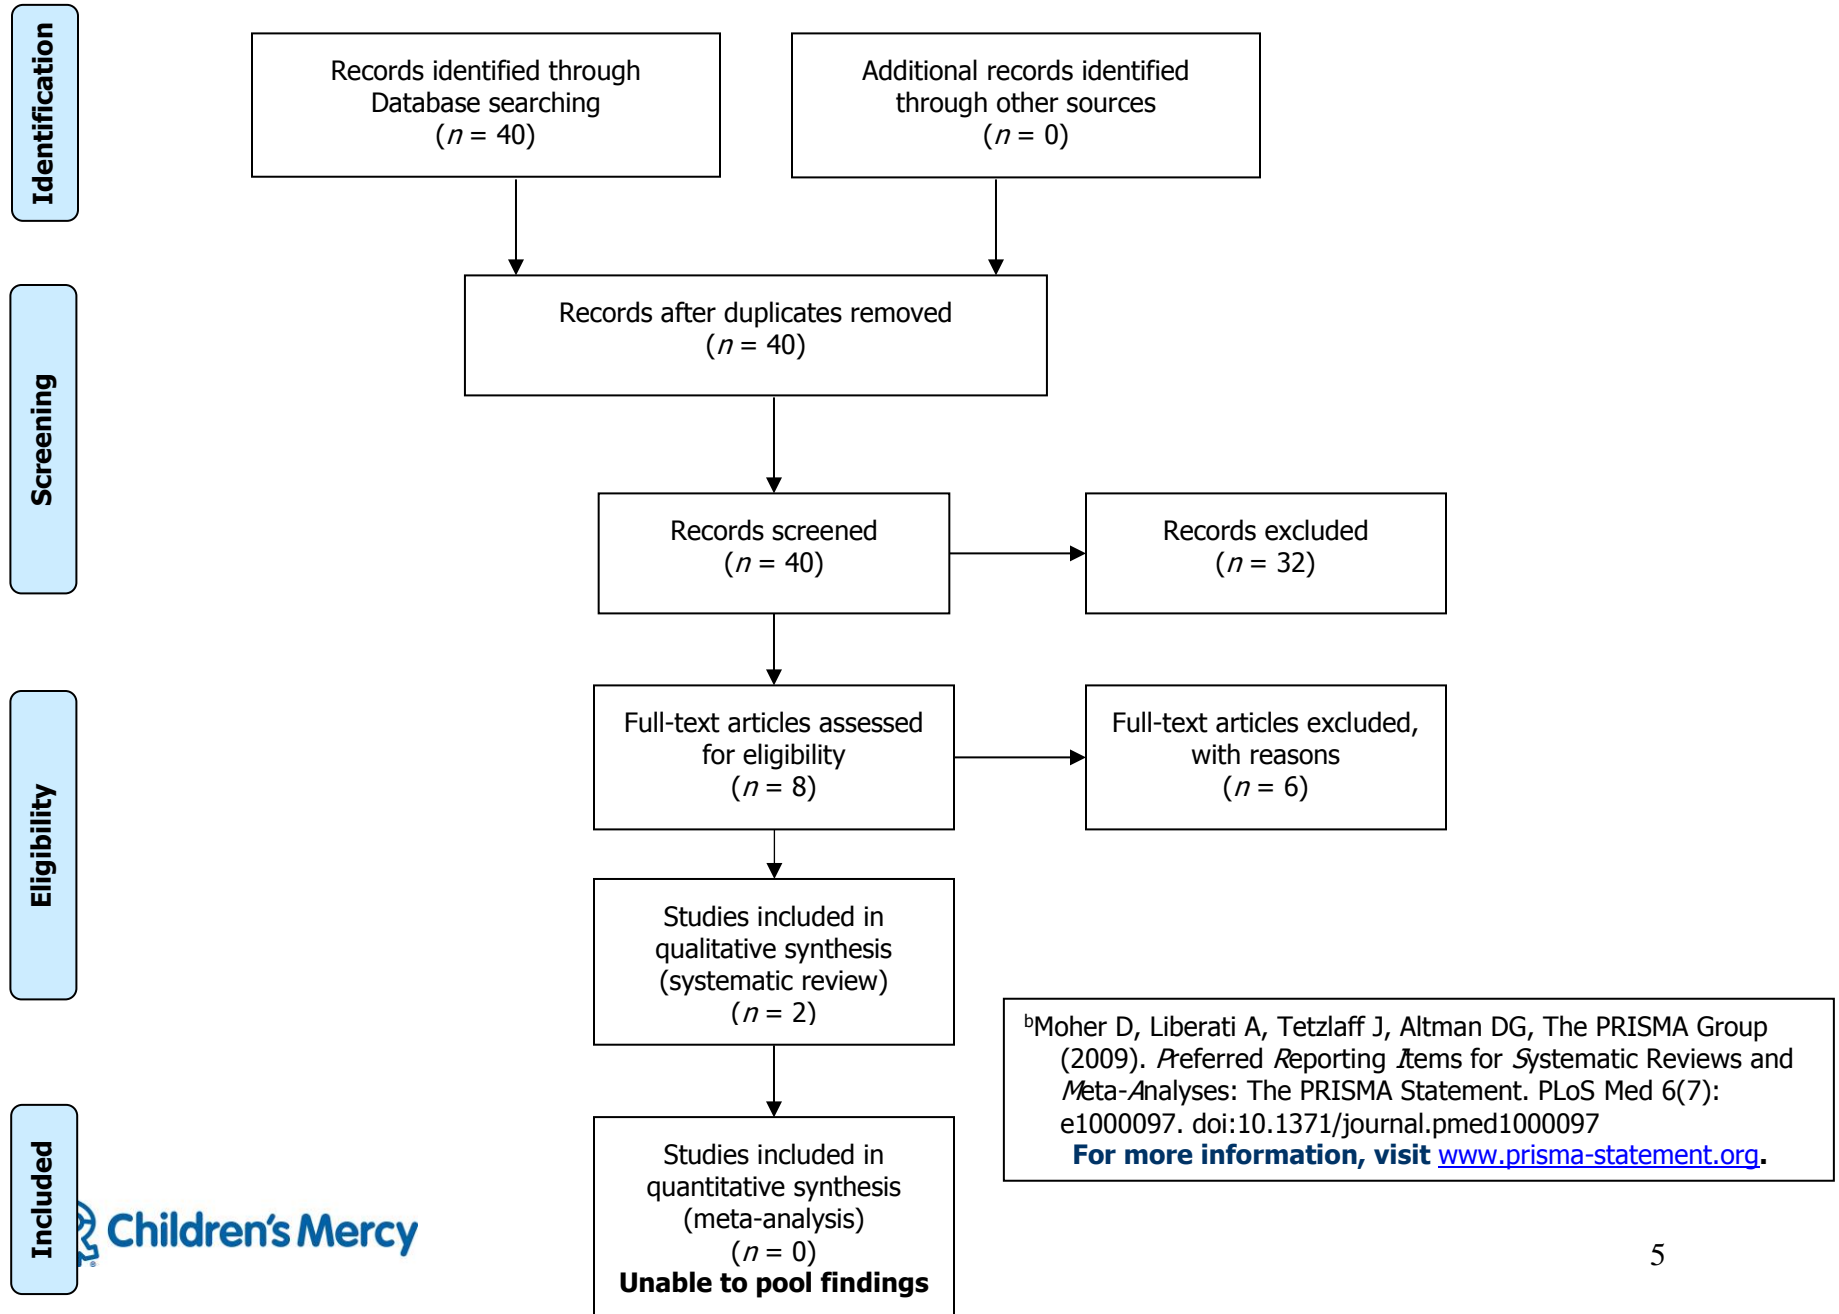 Identification
Records identified through
Database searching
(n = 40)
Additional records identified
through other sources
(n = 0)
Screening
Records after duplicates removed
(n = 40)
Records screened
(n = 40)
Records excluded
(n = 32)
Eligibility
Full-text articles assessed
for eligibility
(n = 8)
Full-text articles excluded,
with reasons
(n = 6)
Studies included in
qualitative synthesis
(systematic review)
(n = 2)
Included
Studies included in
quantitative synthesis
(meta-analysis)
(n = 0)
Unable to pool findings
bMoher D, Liberati A, Tetzlaff J, Altman DG, The PRISMA Group
(2009). Preferred Reporting Items for Systematic Reviews and
Meta-Analyses: The PRISMA Statement. PLoS Med 6(7):
e1000097. doi:10.1371/journal.pmed1000097
For more information, visit www.prisma-statement.org.
Children's Mercy
5